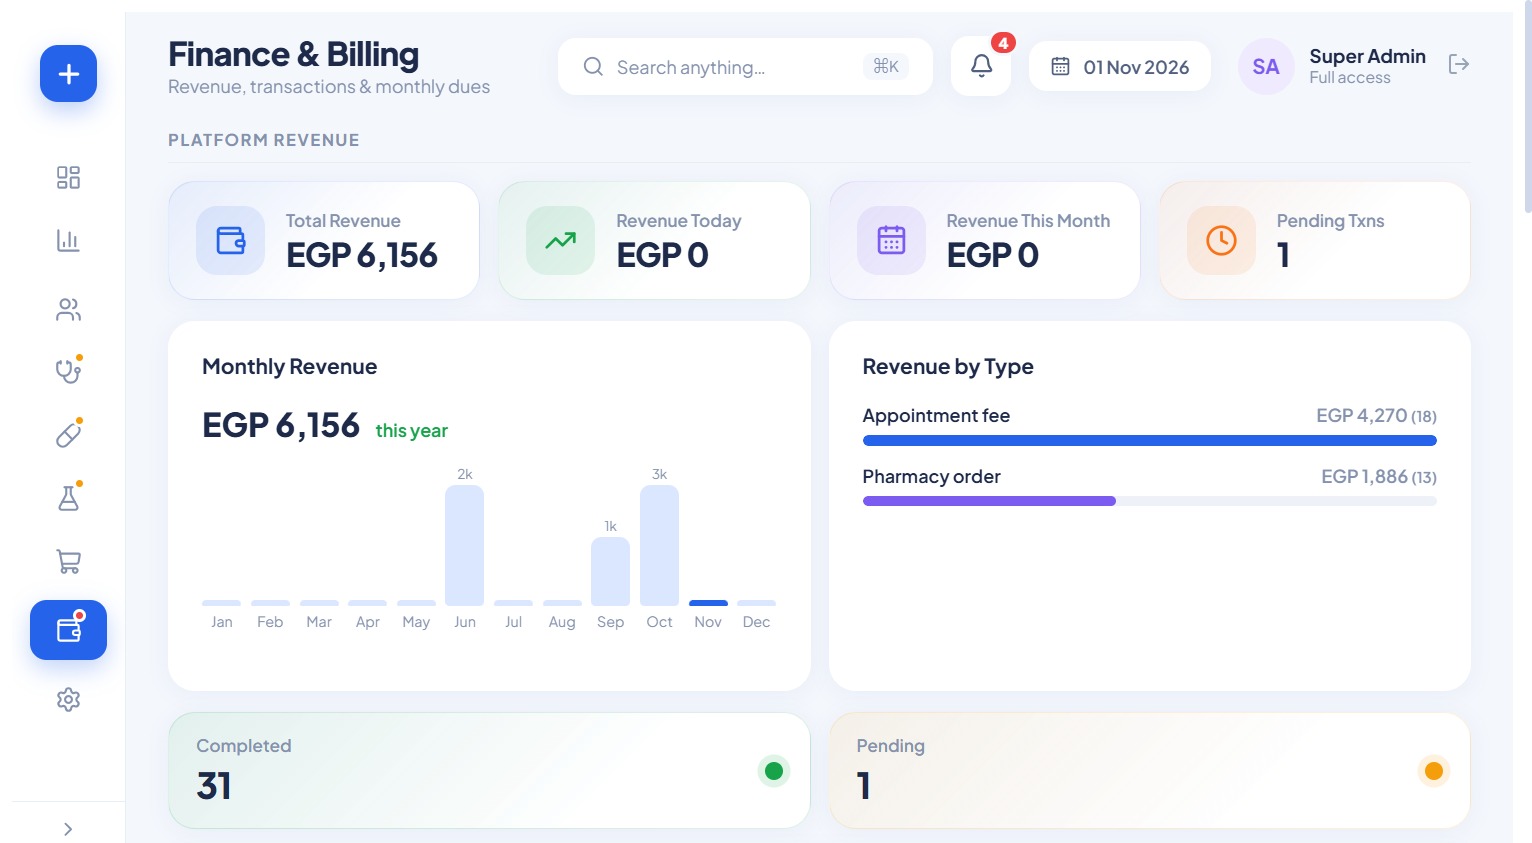 Finance & Billing
Revenue, transactions & monthly dues
Search anything...
⌘K
4
01 Nov 2026
SA
Super Admin
Full access
PLATFORM REVENUE
Total Revenue
EGP 6,156
Revenue Today
EGP 0
Revenue This Month
EGP 0
Pending Txns
1
Monthly Revenue
EGP 6,156 this year
2k
1k
3k
Jan Feb Mar Apr May Jun Jul Aug Sep Oct Nov Dec
Revenue by Type
Appointment fee EGP 4,270 (18)
Pharmacy order EGP 1,886 (13)
Completed
31
Pending
1